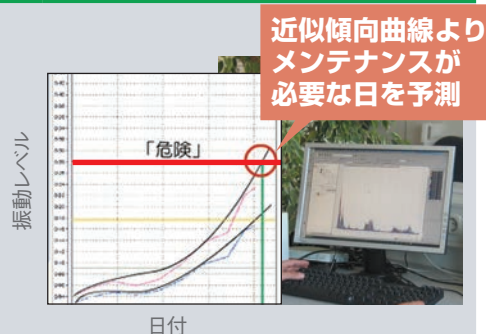 近似傾向曲線より
メンテナンスが
必要な日を予測
「危険」
振動レベル
日付